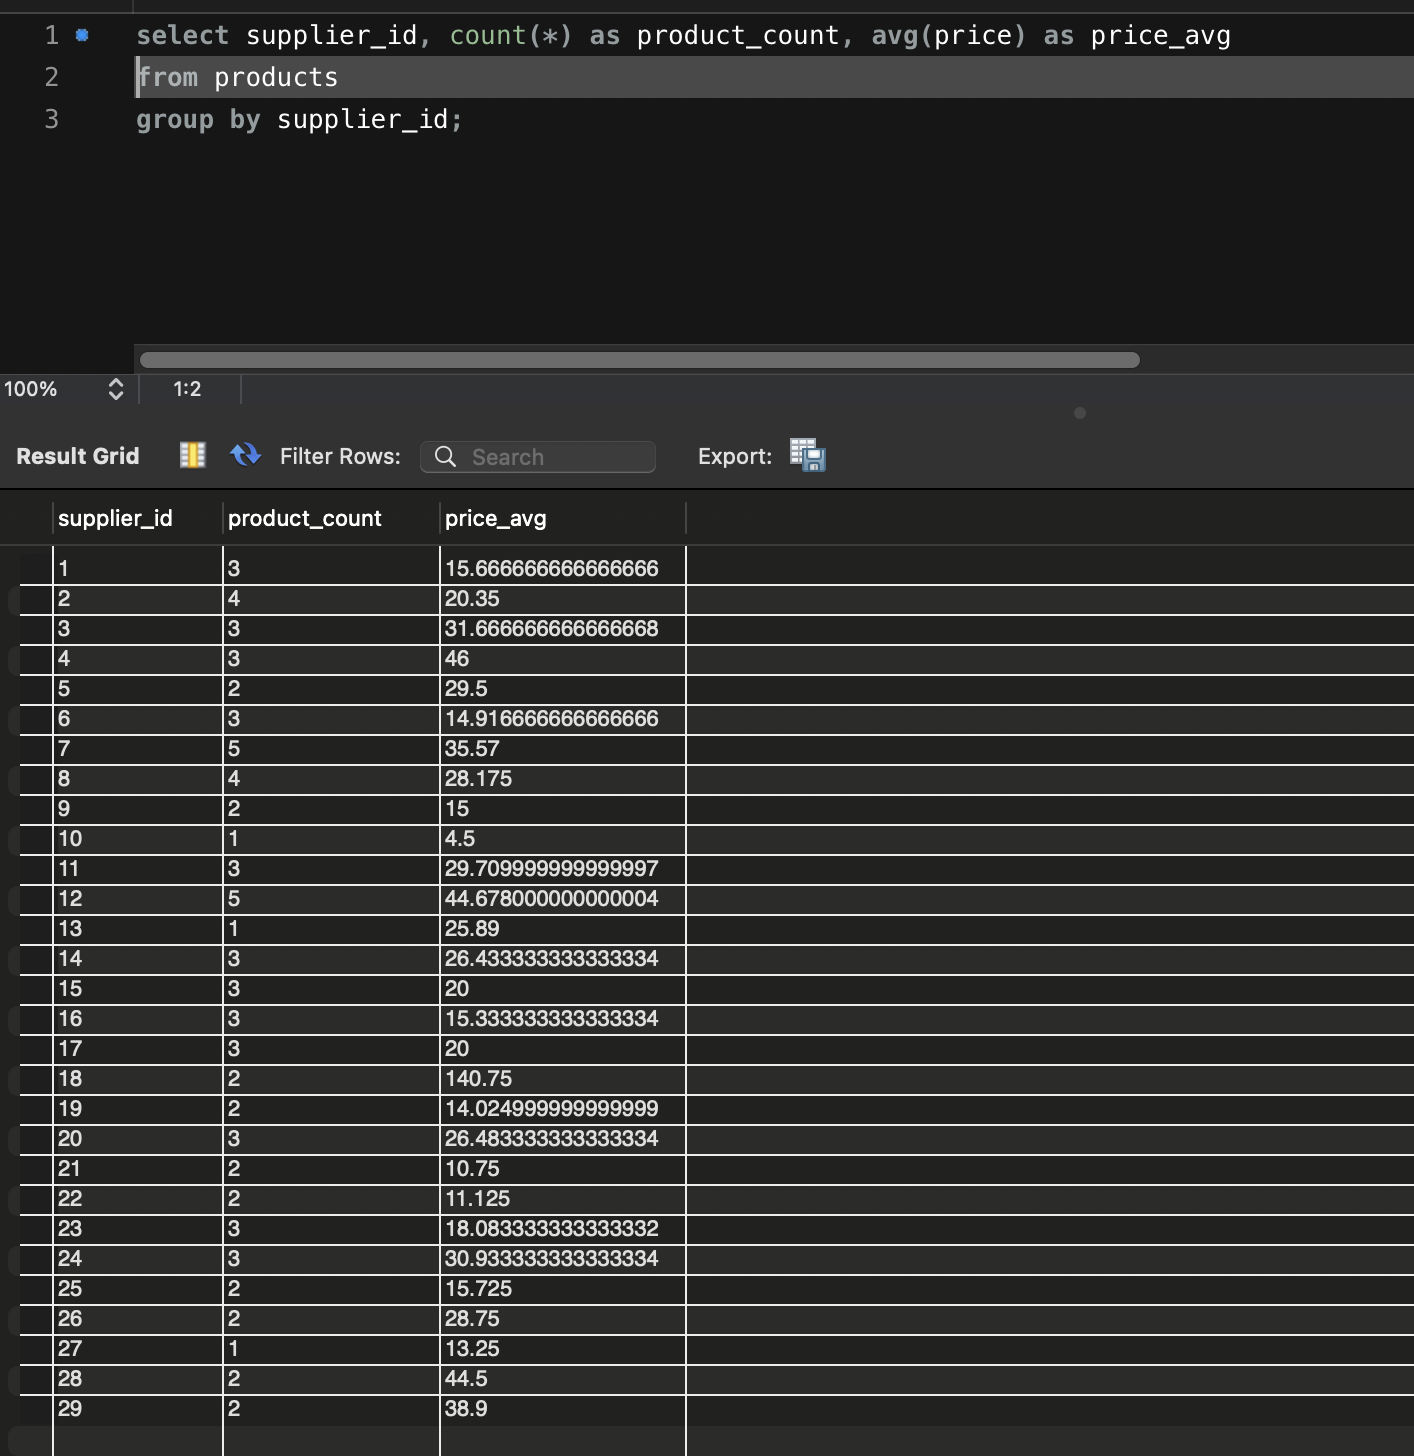 1 select supplier_id, count(*) as product_count, avg(price) as price_avg
2 from products
3 group by supplier_id;
100% 1:2
Result Grid Filter Rows: Search Export:
supplier_id product_count price_avg
1 3 15.666666666666666
2 4 20.35
3 3 31.666666666666668
4 3 46
5 2 29.5
6 3 14.916666666666666
7 5 35.57
8 4 28.175
9 2 15
10 1 4.5
11 3 29.709999999999997
12 5 44.678000000000004
13 1 25.89
14 3 26.433333333333334
15 3 20
16 3 15.333333333333334
17 3 20
18 2 140.75
19 2 14.024999999999999
20 3 26.483333333333334
21 2 10.75
22 2 11.125
23 3 18.083333333333332
24 3 30.933333333333334
25 2 15.725
26 2 28.75
27 1 13.25
28 2 44.5
29 2 38.9